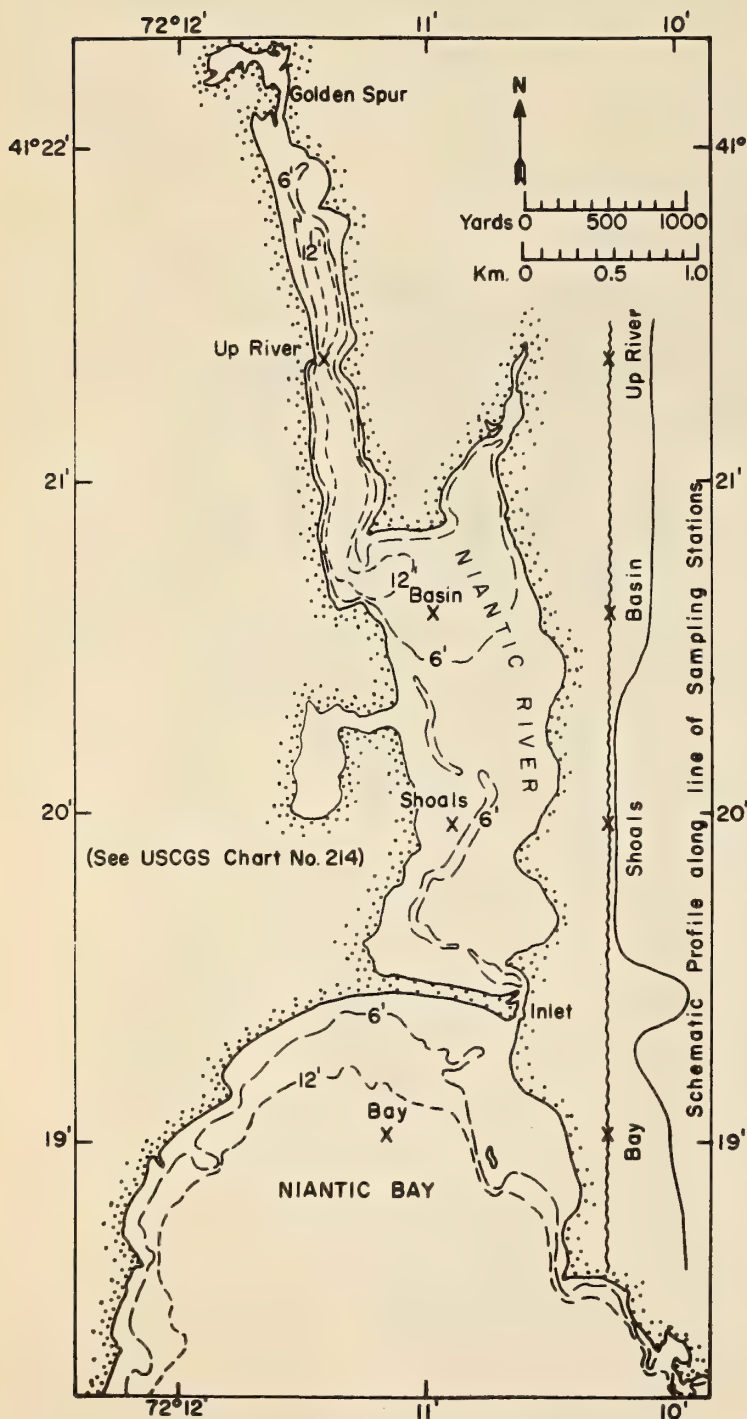 72°12' 11' 10'
Golden Spur
N
41°22' 41°
6'
Yards 0 500 1000
12'
Km. 0 0.5 1.0
Up River
Up River
21' 21'
12'
Basin
Basin
NIANTIC RIVER
6'
Schematic Profile along line of Sampling Stations
20' 20'
Shoals
6'
Shoals
(See USCGS Chart No. 214)
Inlet
6'
12'
Bay
Bay
19' 19'
NIANTIC BAY
72°12' 11' 10'